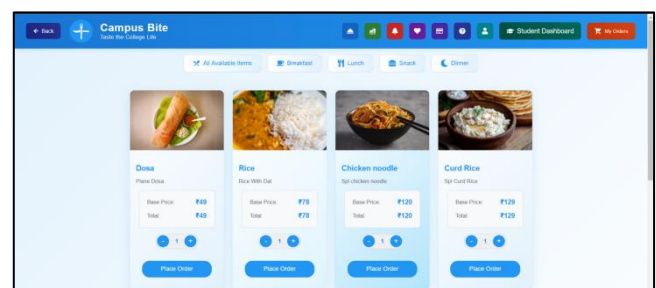 ← Back
Campus Bite
Taste the College Life
Student Dashboard
My Orders
All Available Items
Breakfast
Lunch
Snack
Dinner
Dosa
Rice
Chicken noodle
Curd Rice
Plane Dosa
Rice With Dal
Spl chicken noodle
Spl Curd Rice
Base Price ₹49
Base Price ₹78
Base Price ₹120
Base Price ₹129
Total ₹49
Total ₹78
Total ₹120
Total ₹129
- 1 +
- 1 +
- 1 +
- 1 +
Place Order
Place Order
Place Order
Place Order